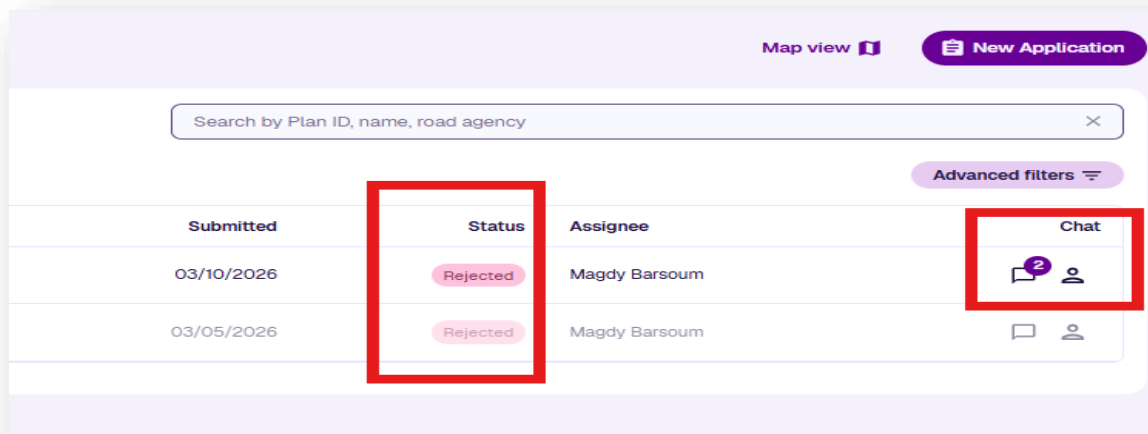 Map view New Application
Search by Plan ID, name, road agency
Advanced filters
Submitted Status Assignee Chat
03/10/2026 Rejected Magdy Barsoum 2
03/05/2026 Rejected Magdy Barsoum